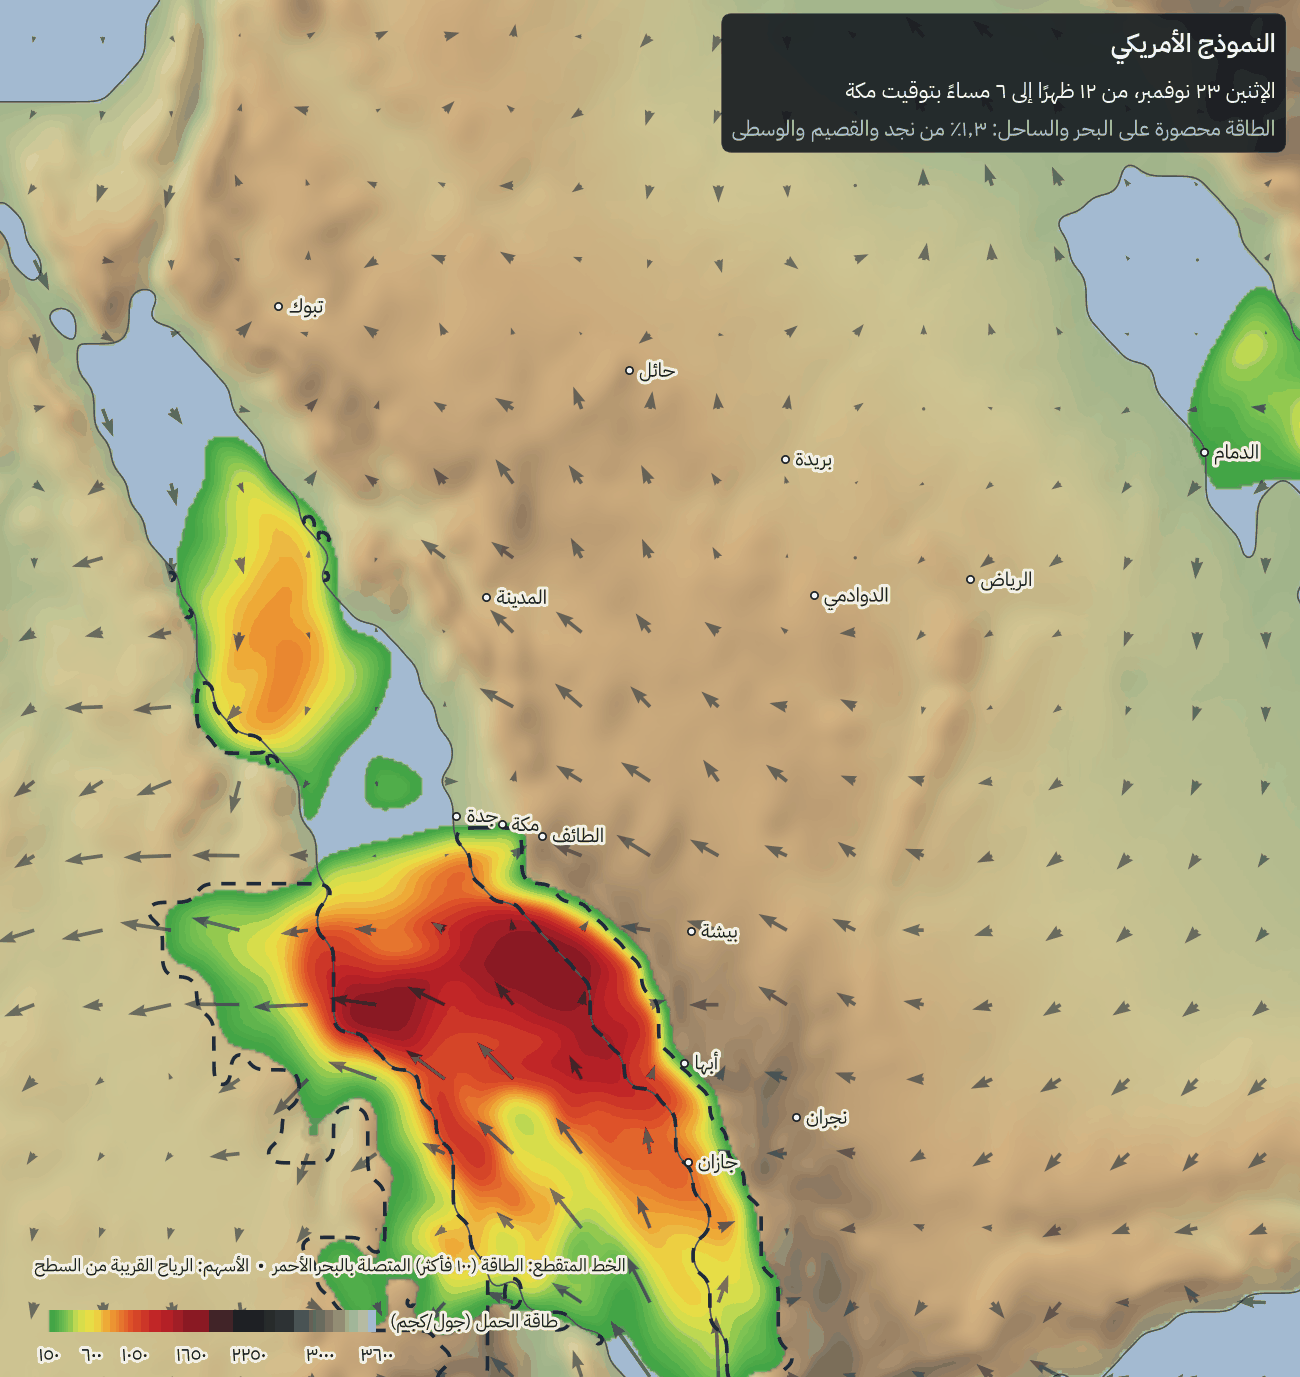 النموذج الأمريكي
الإثنين ٢٣ نوفمبر، من ١٢ ظهرًا إلى ٦ مساءً بتوقيت مكة
الطاقة محصورة على البحر والساحل: ١,٣٪ من نجد والقصيم والوسطى
تبوك
حائل
بريدة
الدمام
الرياض
الدوادمي
المدينة
جدة
مكة
الطائف
بيشة
أبها
نجران
جازان
الخط المتقطع: الطاقة (١٠٠ فأكثر) المتصلة بالبحر الأحمر • الأسهم: الرياح القريبة من السطح
طاقة الحمل (جول/كجم)
١٥٠ ٦٠٠ ١٠٥٠ ١٦٥٠ ٢٢٥٠ ٣٠٠٠ ٣٦٠٠